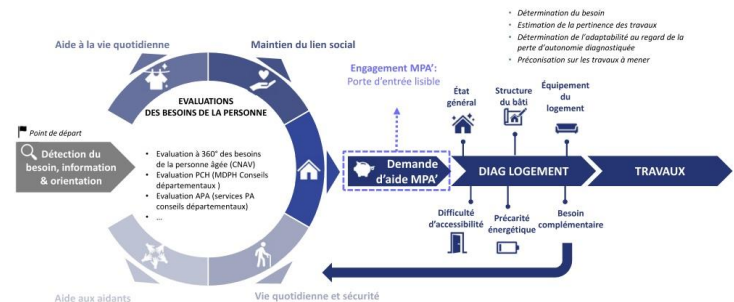 • Détermination du besoin
• Estimation de la pertinence des travaux
• Détermination de l'adaptabilité au regard de la
perte d'autonomie diagnostiquée
• Préconisation sur les travaux à mener
Aide à la vie quotidienne
Maintien du lien social
Engagement MPA':
Porte d'entrée lisible
État
général
Structure
du bâti
Équipement
du
logement
EVALUATIONS
DES BESOINS DE LA PERSONNE
Point de départ
Détection du
besoin, information
& orientation
• Evaluation à 360° des besoins
de la personne âgée (CNAV)
• Evaluation PCH (MDPH Conseils
départementaux )
• Evaluation APA (services PA
conseils départementaux)
• ...
Demande
d'aide MPA'
DIAG LOGEMENT
TRAVAUX
Difficulté
d'accessibilité
Précarité
énergétique
Besoin
complémentaire
Aide aux aidants
Vie quotidienne et sécurité